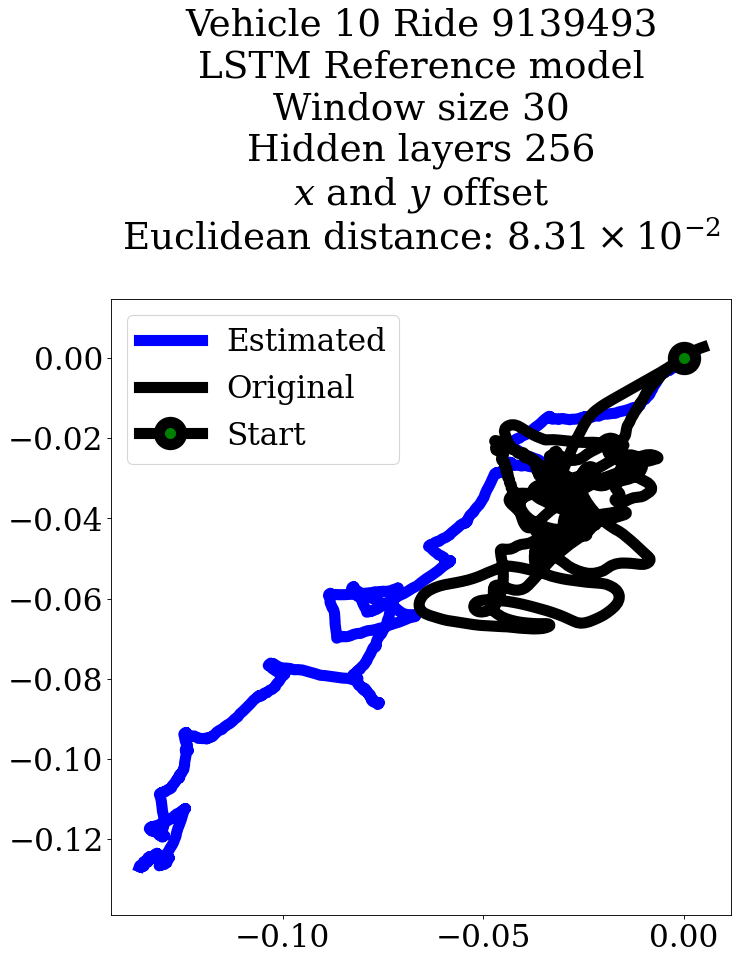 Vehicle 10 Ride 9139493
LSTM Reference model
Window size 30
Hidden layers 256
x and y offset
Euclidean distance: 8.31 × 10⁻²
Estimated
Original
Start
0.00
−0.02
−0.04
−0.06
−0.08
−0.10
−0.12
−0.10 −0.05 0.00